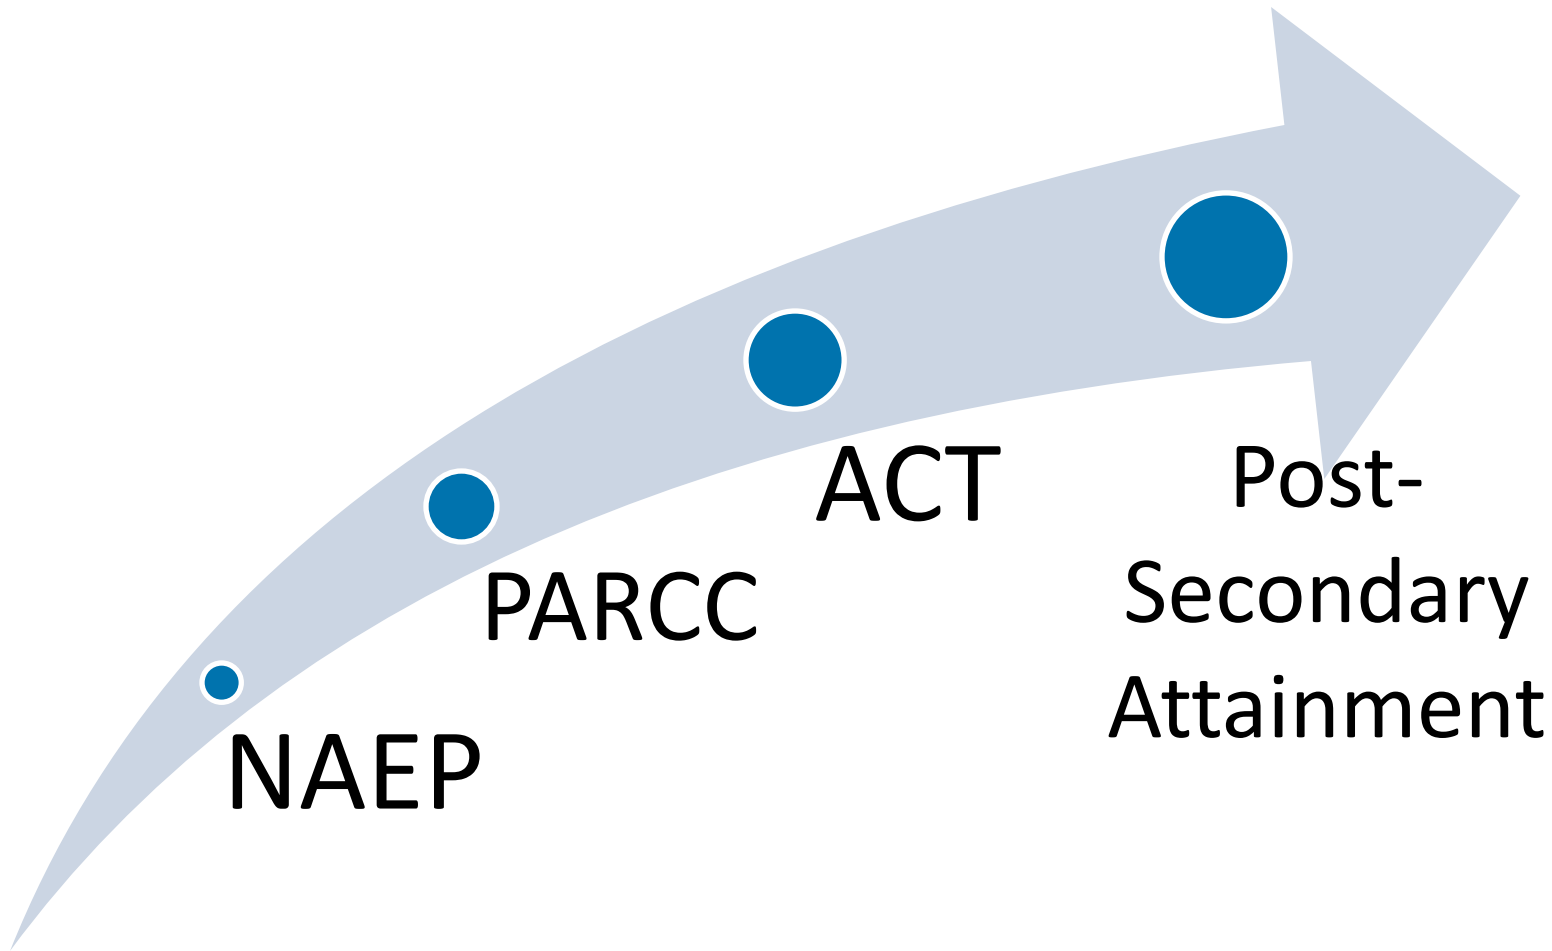 NAEP
PARCC
ACT
Post-
Secondary
Attainment